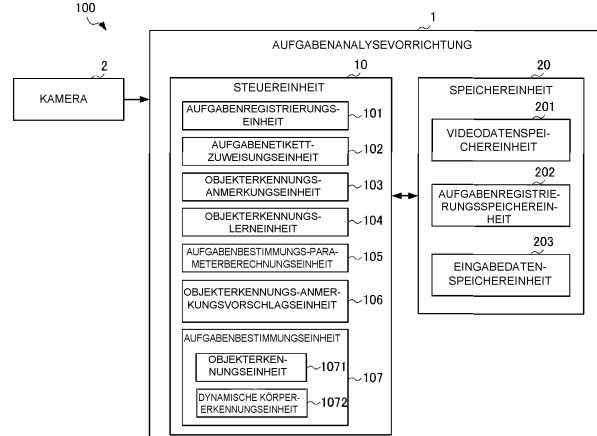 100
1
AUFGABENANALYSEVORRICHTUNG
2
KAMERA
10
STEUEREINHEIT
AUFGABENREGISTRIERUNGS-
EINHEIT
101
AUFGABENETIKETT-
ZUWEISUNGSEINHEIT
102
OBJEKTERKENNUNGS-
ANMERKUNGSEINHEIT
103
OBJEKTERKENNUNGS-
LERNEINHEIT
104
AUFGABENBESTIMMUNGS-PARA-
METERBERECHNUNGSEINHEIT
105
OBJEKTERKENNUNGS-ANMER-
KUNGSVORSCHLAGSEINHEIT
106
AUFGABENBESTIMMUNGSEINHEIT
OBJEKTERKEN-
NUNGSEINHEIT
1071
DYNAMISCHE KÖRPER-
ERKENNUNGSEINHEIT
1072
107
20
SPEICHEREINHEIT
201
VIDEODATENSPEI-
CHEREINHEIT
202
AUFGABENREGISTRIE-
RUNGSSPEICHEREIN-
HEIT
203
EINGABEDATEN-
SPEICHEREINHEIT